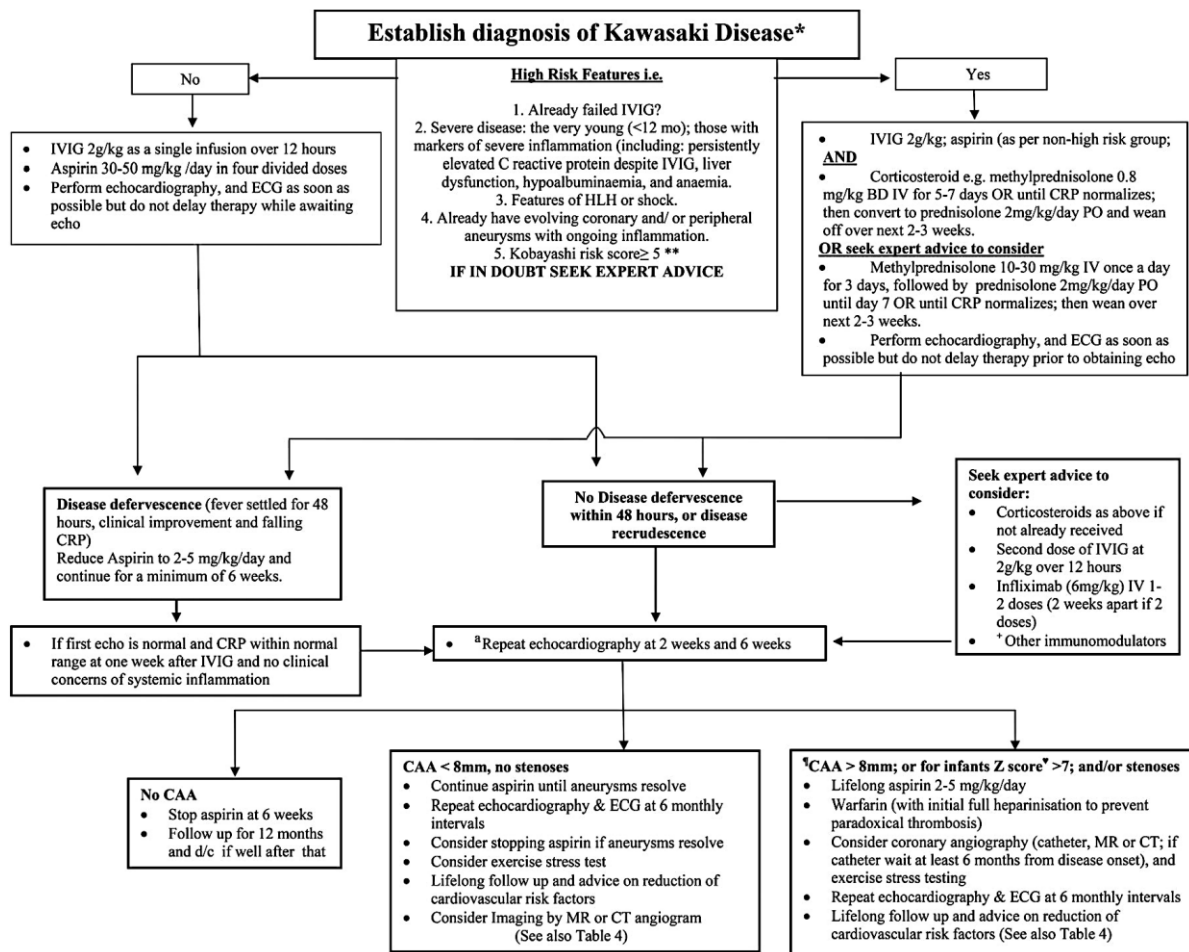 Establish diagnosis of Kawasaki Disease*
No
High Risk Features i.e.
1. Already failed IVIG?
2. Severe disease: the very young (<12 mo); those with
markers of severe inflammation (including: persistently
elevated C reactive protein despite IVIG, liver
dysfunction, hypoalbuminaemia, and anaemia.
3. Features of HLH or shock.
4. Already have evolving coronary and/ or peripheral
aneurysms with ongoing inflammation.
5. Kobayashi risk score≥ 5 **
IF IN DOUBT SEEK EXPERT ADVICE
Yes
• IVIG 2g/kg as a single infusion over 12 hours
• Aspirin 30-50 mg/kg /day in four divided doses
• Perform echocardiography, and ECG as soon as
possible but do not delay therapy while awaiting
echo
• IVIG 2g/kg; aspirin (as per non-high risk group;
AND
• Corticosteroid e.g. methylprednisolone 0.8
mg/kg BD IV for 5-7 days OR until CRP normalizes;
then convert to prednisolone 2mg/kg/day PO and wean
off over next 2-3 weeks.
OR seek expert advice to consider
• Methylprednisolone 10-30 mg/kg IV once a day
for 3 days, followed by prednisolone 2mg/kg/day PO
until day 7 OR until CRP normalizes; then wean over
next 2-3 weeks.
• Perform echocardiography, and ECG as soon as
possible but do not delay therapy prior to obtaining echo
Disease defervescence (fever settled for 48
hours, clinical improvement and falling
CRP)
Reduce Aspirin to 2-5 mg/kg/day and
continue for a minimum of 6 weeks.
No Disease defervescence
within 48 hours, or disease
recrudescence
Seek expert advice to
consider:
• Corticosteroids as above if
not already received
• Second dose of IVIG at
2g/kg over 12 hours
• Infliximab (6mg/kg) IV 1-
2 doses (2 weeks apart if 2
doses)
• +Other immunomodulators
• If first echo is normal and CRP within normal
range at one week after IVIG and no clinical
concerns of systemic inflammation
• aRepeat echocardiography at 2 weeks and 6 weeks
No CAA
• Stop aspirin at 6 weeks
• Follow up for 12 months
and d/c if well after that
CAA < 8mm, no stenoses
• Continue aspirin until aneurysms resolve
• Repeat echocardiography & ECG at 6 monthly
intervals
• Consider stopping aspirin if aneurysms resolve
• Consider exercise stress test
• Lifelong follow up and advice on reduction of
cardiovascular risk factors
• Consider Imaging by MR or CT angiogram
(See also Table 4)
¶CAA > 8mm; or for infants Z score♥ >7; and/or stenoses
• Lifelong aspirin 2-5 mg/kg/day
• Warfarin (with initial full heparinisation to prevent
paradoxical thrombosis)
• Consider coronary angiography (catheter, MR or CT; if
catheter wait at least 6 months from disease onset), and
exercise stress testing
• Repeat echocardiography & ECG at 6 monthly intervals
• Lifelong follow up and advice on reduction of
cardiovascular risk factors (See also Table 4)